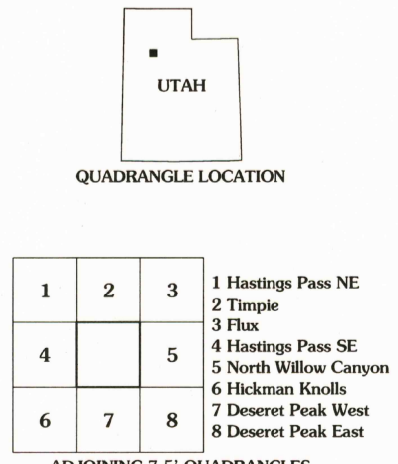 UTAH
QUADRANGLE LOCATION
1 2 3
4 5
6 7 8
1 Hastings Pass NE
2 Timpie
3 Flux
4 Hastings Pass SE
5 North Willow Canyon
6 Hickman Knolls
7 Deseret Peak West
8 Deseret Peak East
ADJOINING 7.5' QUADRANGLES